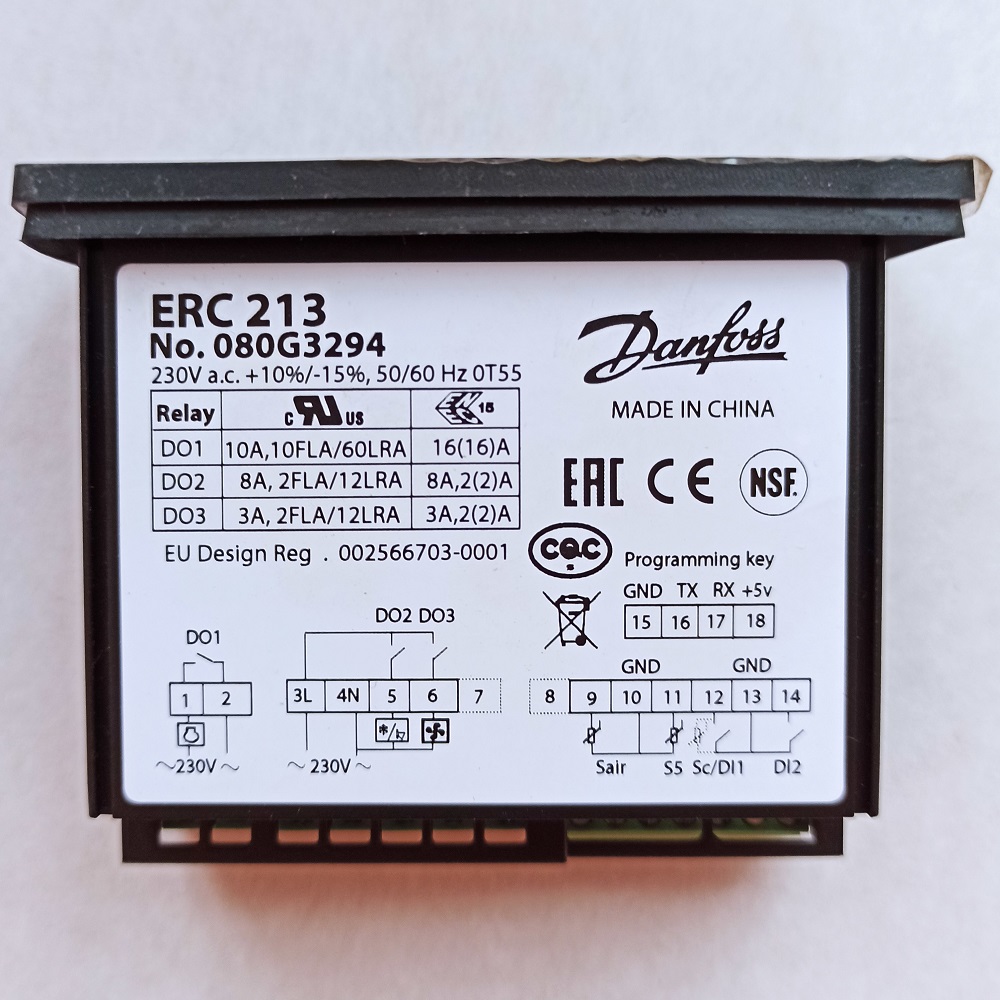 ERC 213
No. 080G3294
230V a.c. +10%/-15%, 50/60 Hz 0T55
Relay c RU US ENEC 15
DO1 10A,10FLA/60LRA 16(16)A
DO2 8A, 2FLA/12LRA 8A,2(2)A
DO3 3A, 2FLA/12LRA 3A,2(2)A
EU Design Reg . 002566703-0001
Danfoss
MADE IN CHINA
EAC CE NSF.
CQC
Programming key
GND TX RX +5v
15 16 17 18
DO1
1 2
~230V~
DO2 DO3
3L 4N 5 6 7
~230V~
GND GND
8 9 10 11 12 13 14
Sair S5 Sc/DI1 DI2